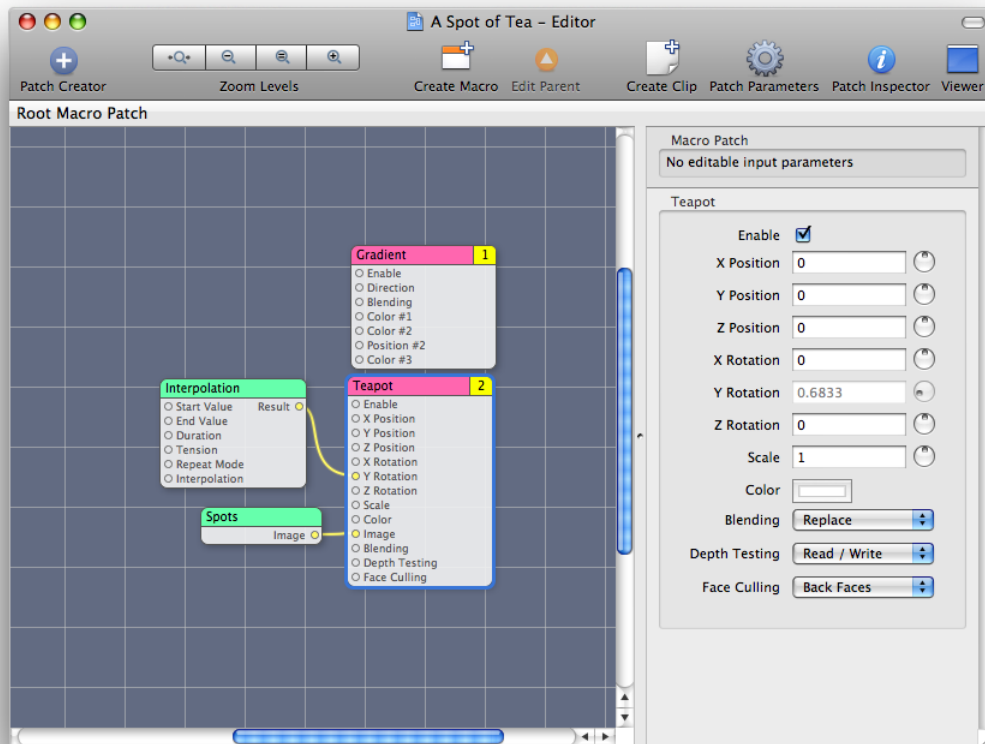 A Spot of Tea – Editor
Patch Creator
Zoom Levels
Create Macro
Edit Parent
Create Clip
Patch Parameters
Patch Inspector
Viewer
Root Macro Patch
Gradient 1
Enable
Direction
Blending
Color #1
Color #2
Position #2
Color #3
Interpolation
Start Value Result
End Value
Duration
Tension
Repeat Mode
Interpolation
Spots
Image
Teapot 2
Enable
X Position
Y Position
Z Position
X Rotation
Y Rotation
Z Rotation
Scale
Color
Image
Blending
Depth Testing
Face Culling
Macro Patch
No editable input parameters
Teapot
Enable
X Position 0
Y Position 0
Z Position 0
X Rotation 0
Y Rotation 0.6833
Z Rotation 0
Scale 1
Color
Blending Replace
Depth Testing Read / Write
Face Culling Back Faces